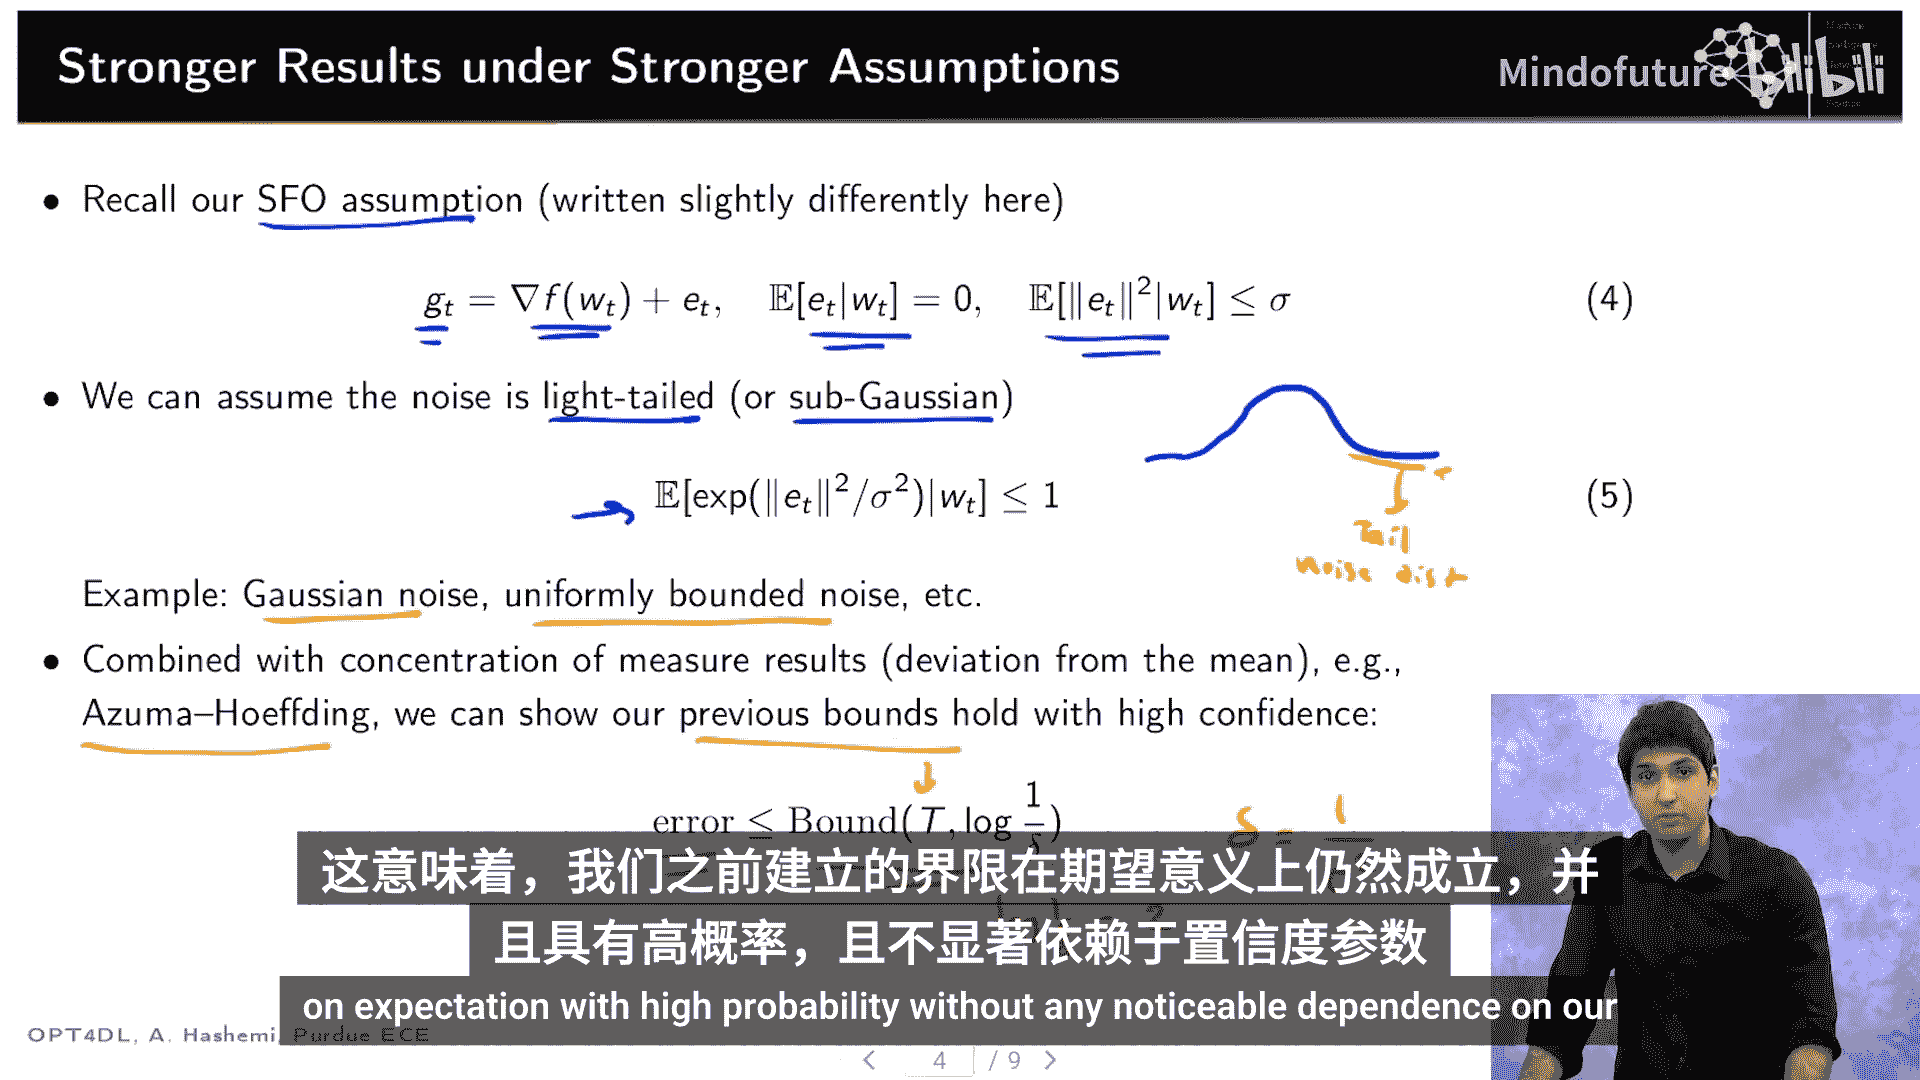 Stronger Results under Stronger Assumptions
Mindofuture
bilibili
• Recall our SFO assumption (written slightly differently here)
g_t = ∇f(w_t) + e_t, 𝔼[e_t|w_t] = 0, 𝔼[‖e_t‖²|w_t] ≤ σ (4)
• We can assume the noise is light-tailed (or sub-Gaussian)
𝔼[exp(‖e_t‖²/σ²)|w_t] ≤ 1 (5)
Tail
noise dist
Example: Gaussian noise, uniformly bounded noise, etc.
• Combined with concentration of measure results (deviation from the mean), e.g.,
Azuma–Hoeffding, we can show our previous bounds hold with high confidence:
error ≤ Bound(T, log 1/δ)
δ = 1
这意味着，我们之前建立的界限在期望意义上仍然成立，并
且具有高概率，且不显著依赖于置信度参数
on expectation with high probability without any noticeable dependence on our
OPT4DL, A. Hashemi, Purdue ECE
4 / 9